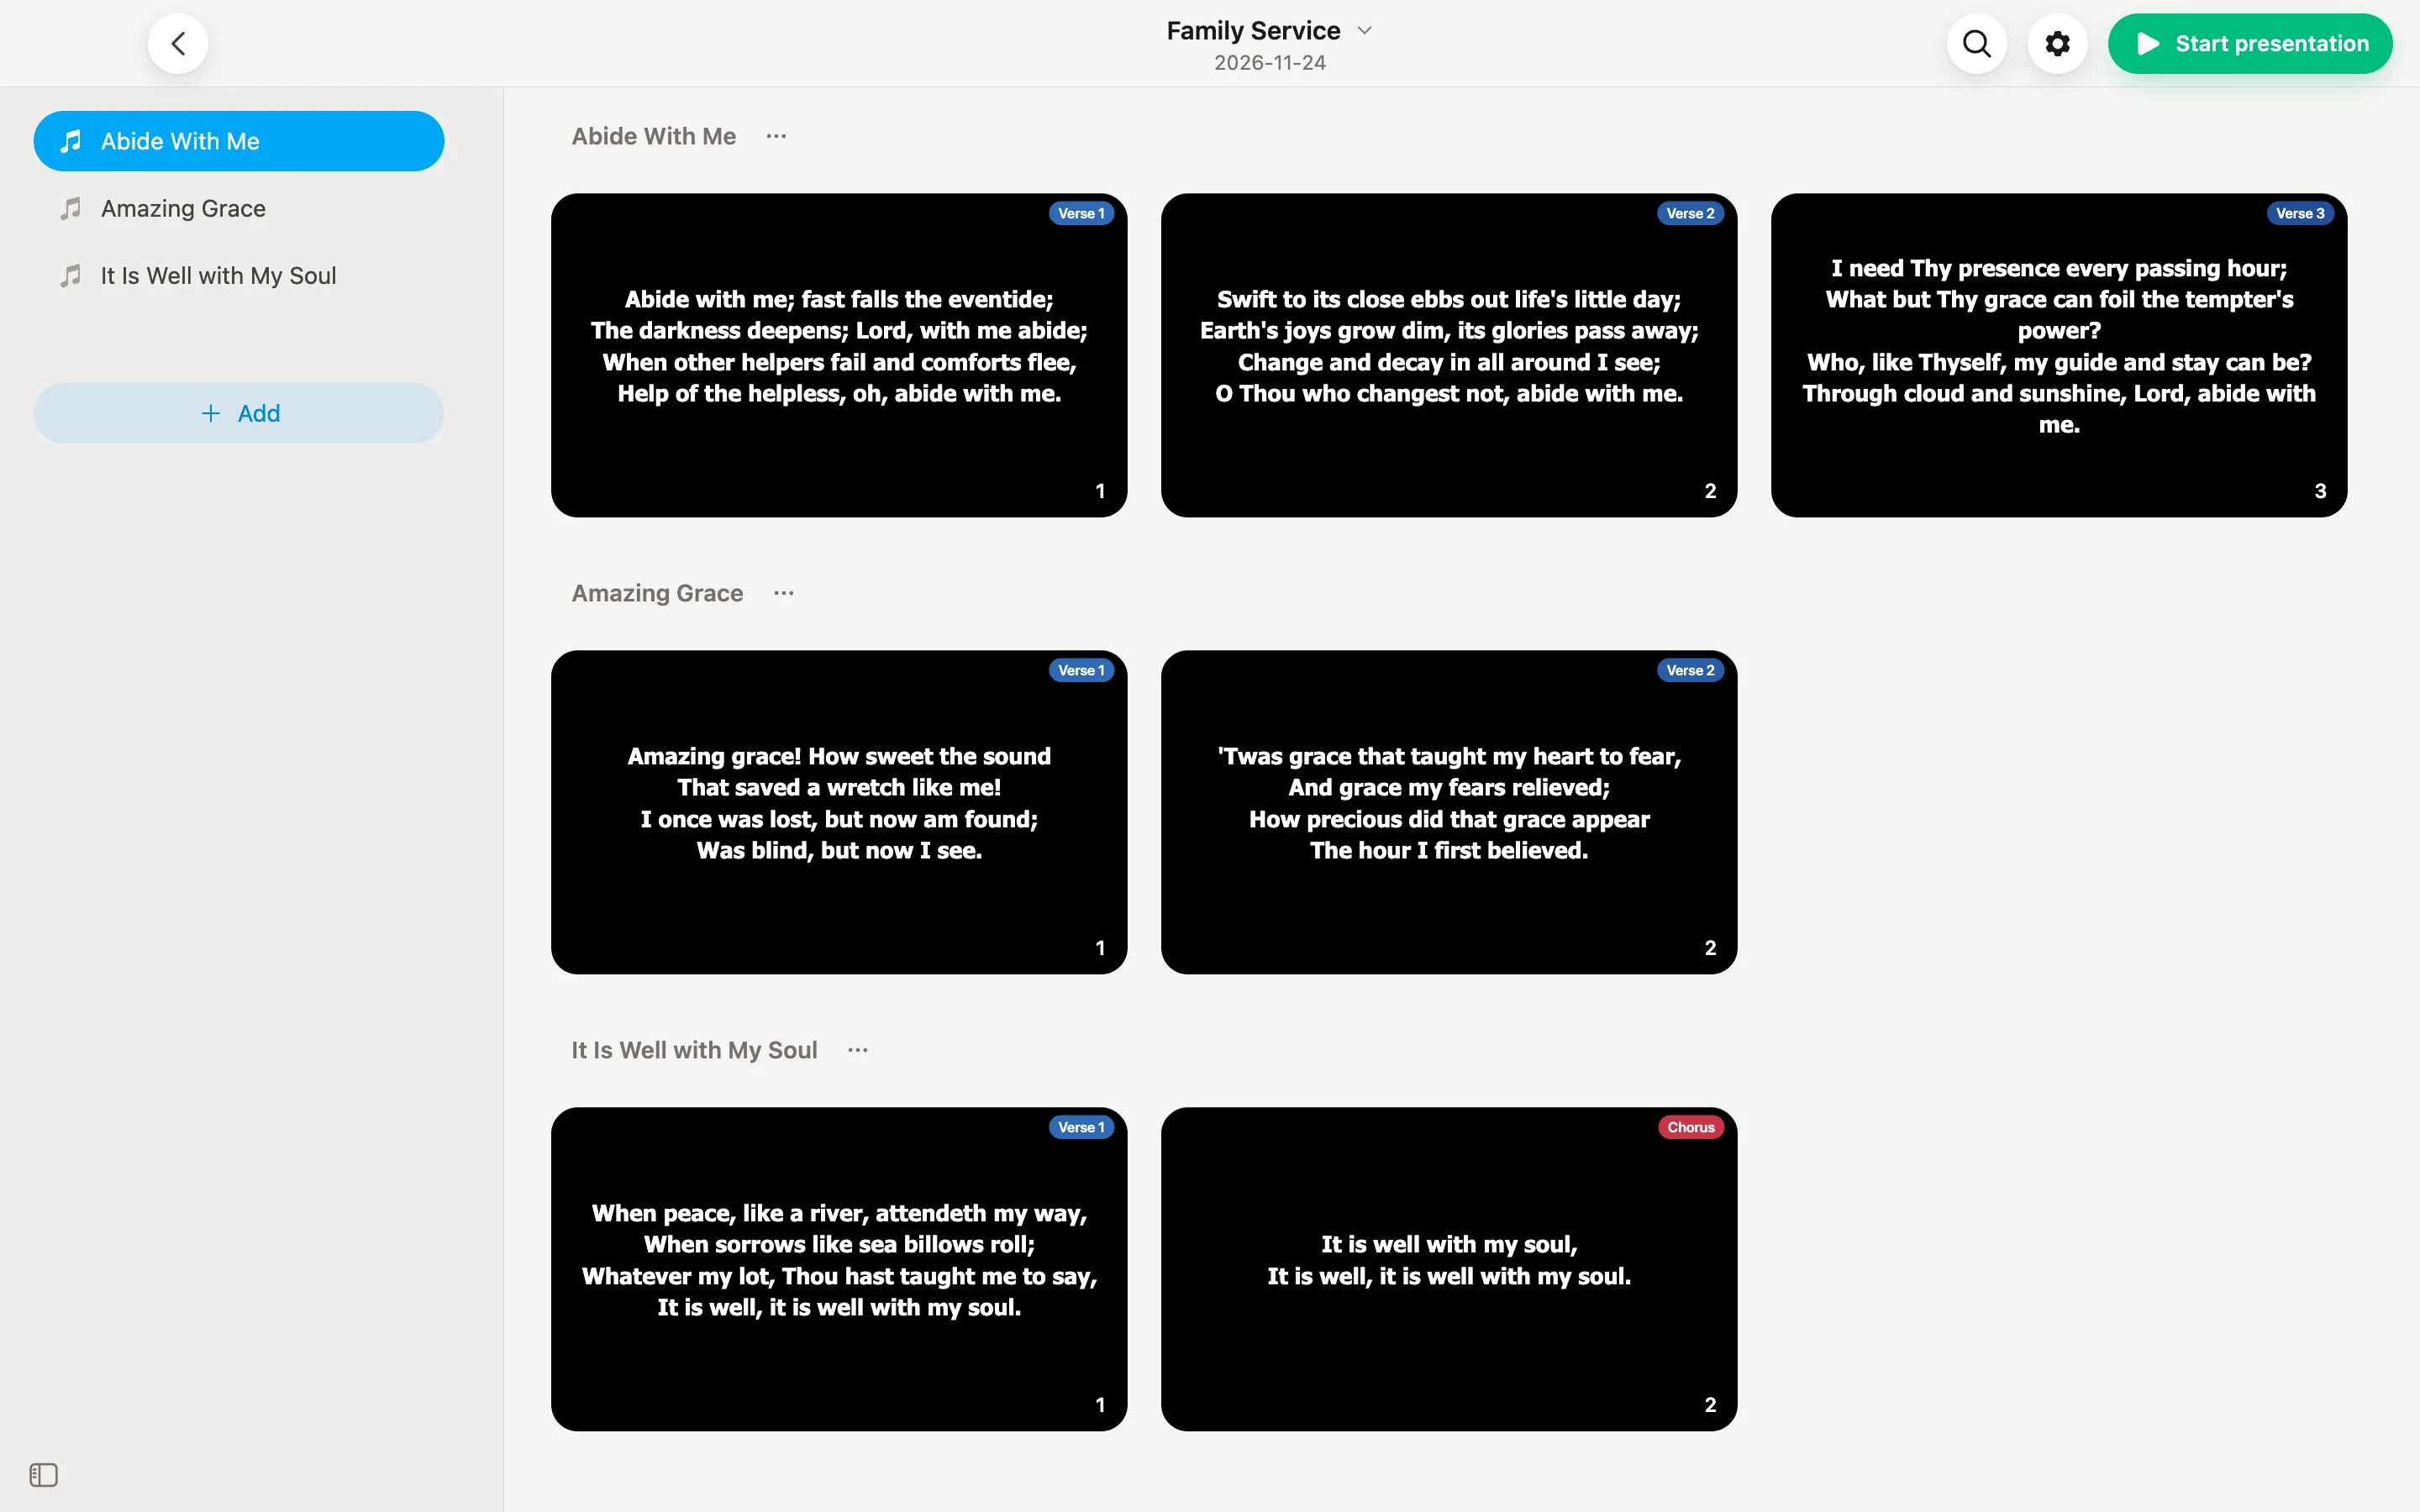 Family Service
2026-11-24
Start presentation
Abide With Me
Amazing Grace
It Is Well with My Soul
+ Add
Abide With Me
Verse 1
Abide with me; fast falls the eventide;
The darkness deepens; Lord, with me abide;
When other helpers fail and comforts flee,
Help of the helpless, oh, abide with me.
1
Verse 2
Swift to its close ebbs out life's little day;
Earth's joys grow dim, its glories pass away;
Change and decay in all around I see;
O Thou who changest not, abide with me.
2
Verse 3
I need Thy presence every passing hour;
What but Thy grace can foil the tempter's
power?
Who, like Thyself, my guide and stay can be?
Through cloud and sunshine, Lord, abide with
me.
3
Amazing Grace
Verse 1
Amazing grace! How sweet the sound
That saved a wretch like me!
I once was lost, but now am found;
Was blind, but now I see.
1
Verse 2
'Twas grace that taught my heart to fear,
And grace my fears relieved;
How precious did that grace appear
The hour I first believed.
2
It Is Well with My Soul
Verse 1
When peace, like a river, attendeth my way,
When sorrows like sea billows roll;
Whatever my lot, Thou hast taught me to say,
It is well, it is well with my soul.
1
Chorus
It is well with my soul,
It is well, it is well with my soul.
2